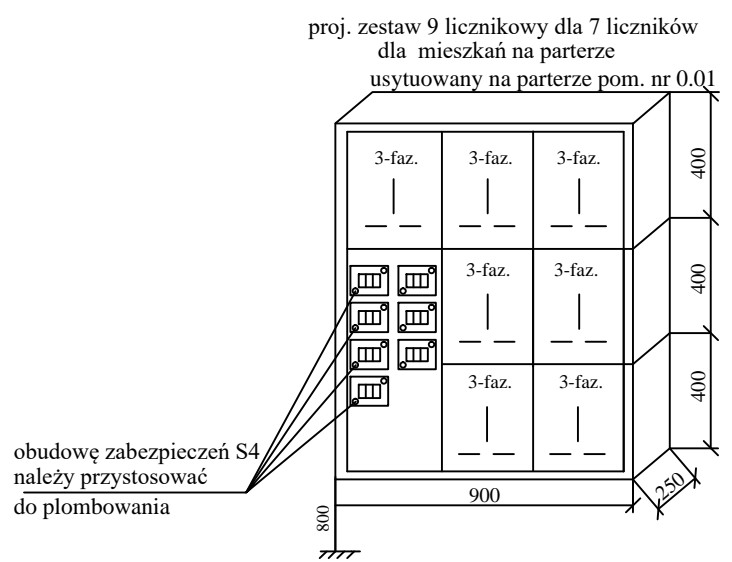 proj. zestaw 9 licznikowy dla 7 liczników
dla mieszkań na parterze
usytuowany na parterze pom. nr 0.01
3-faz. 3-faz. 3-faz.
400
3-faz. 3-faz.
400
3-faz. 3-faz.
400
obudowę zabezpieczeń S4
należy przystosować
do plombowania
900
250
800